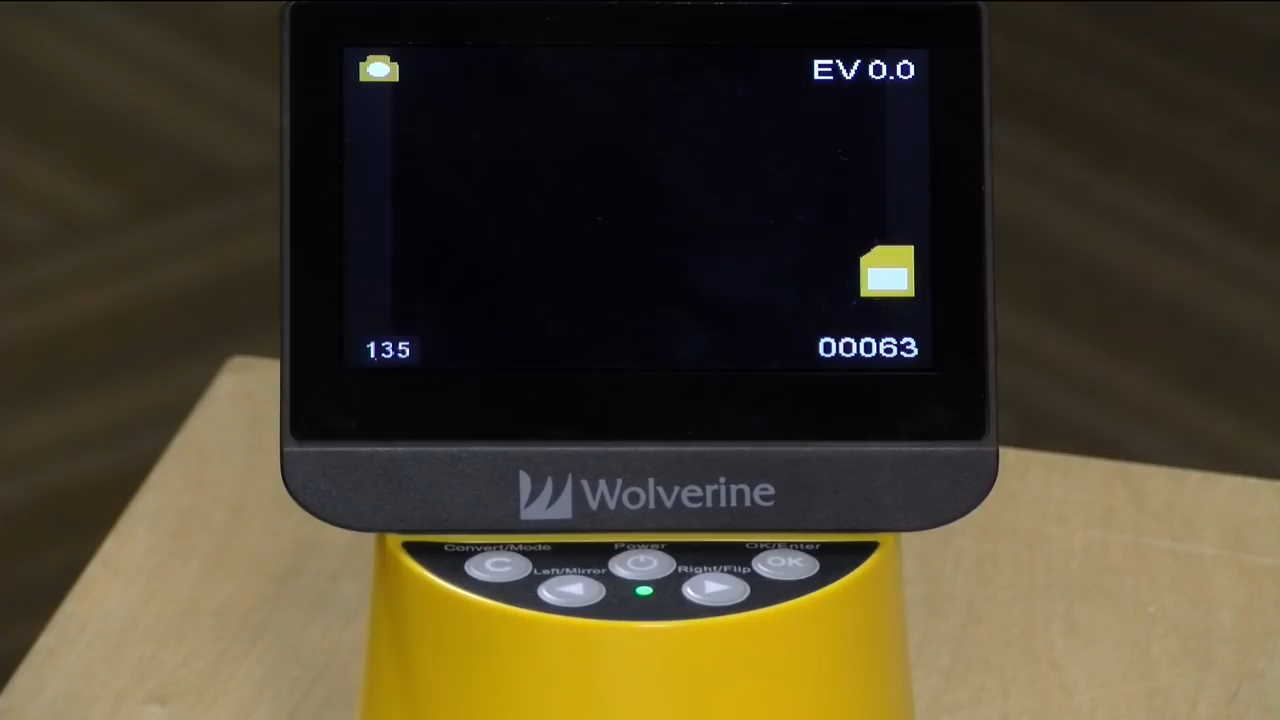 EV 0.0
135
00063
Wolverine
Convert/Mode
Power
OK/Enter
C
OK
Left/Mirror
Right/Flip